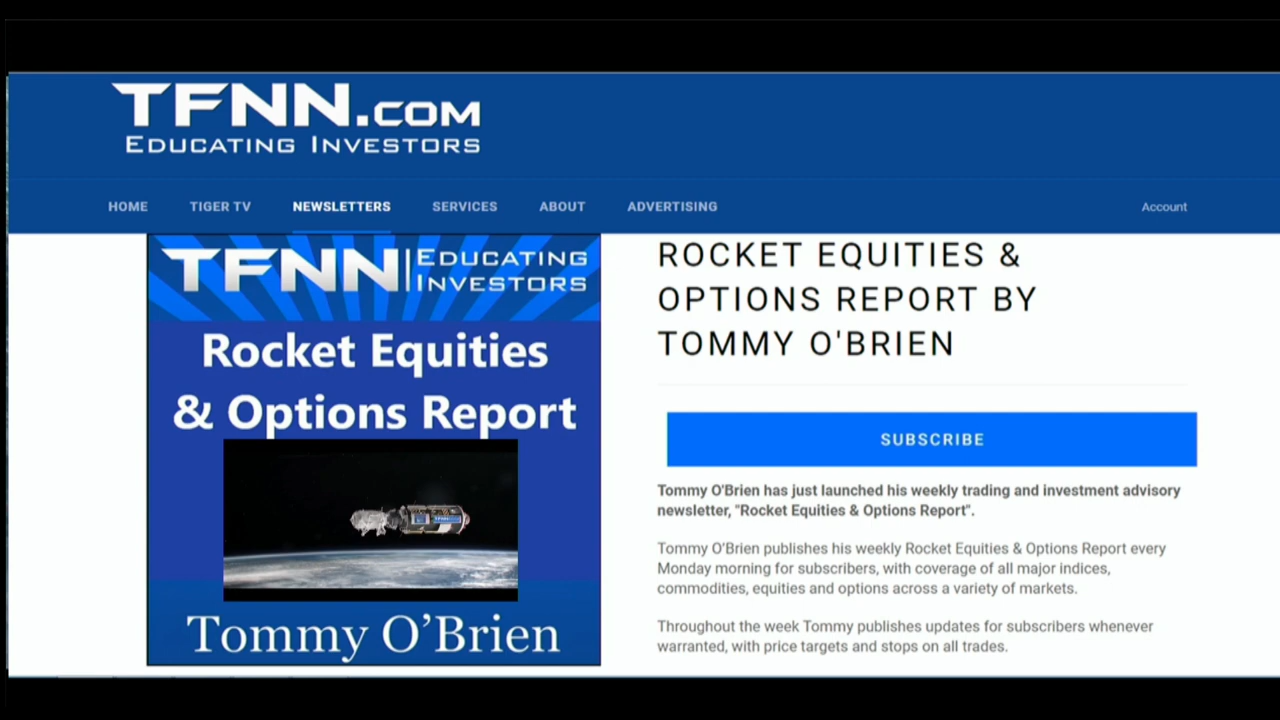 TFNN.COM
EDUCATING INVESTORS
HOME TIGER TV NEWSLETTERS SERVICES ABOUT ADVERTISING Account
TFNN EDUCATING
INVESTORS
Rocket Equities
& Options Report
TFNN
Tommy O’Brien
ROCKET EQUITIES &
OPTIONS REPORT BY
TOMMY O'BRIEN
SUBSCRIBE
Tommy O'Brien has just launched his weekly trading and investment advisory
newsletter, "Rocket Equities & Options Report".
Tommy O’Brien publishes his weekly Rocket Equities & Options Report every
Monday morning for subscribers, with coverage of all major indices,
commodities, equities and options across a variety of markets.
Throughout the week Tommy publishes updates for subscribers whenever
warranted, with price targets and stops on all trades.